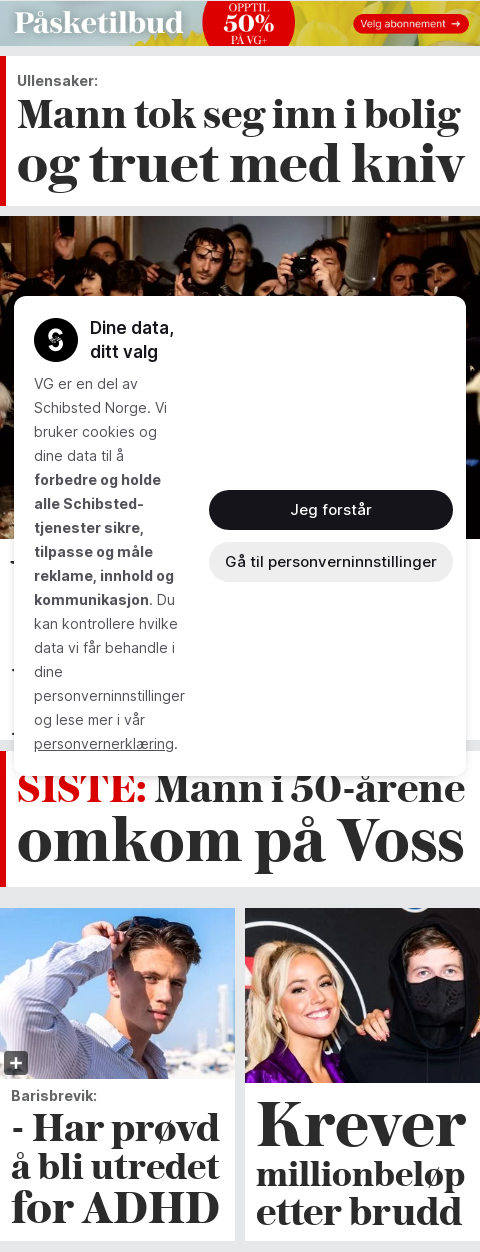 Påsketilbud
OPPTIL
50%
PÅ VG+
Velg abonnement →
Ullensaker:
Mann tok seg inn i bolig
og truet med kniv
Dine data,
ditt valg
VG er en del av
Schibsted Norge. Vi
bruker cookies og
dine data til å
forbedre og holde
alle Schibsted-
tjenester sikre,
tilpasse og måle
reklame, innhold og
kommunikasjon. Du
kan kontrollere hvilke
data vi får behandle i
dine
personverninnstillinger
og lese mer i vår
personvernerklæring.
Jeg forstår
Gå til personverninnstillinger
SISTE: Mann i 50-årene
omkom på Voss
Barisbrevik:
- Har prøvd
å bli utredet
for ADHD
Krever
millionbeløp
etter brudd